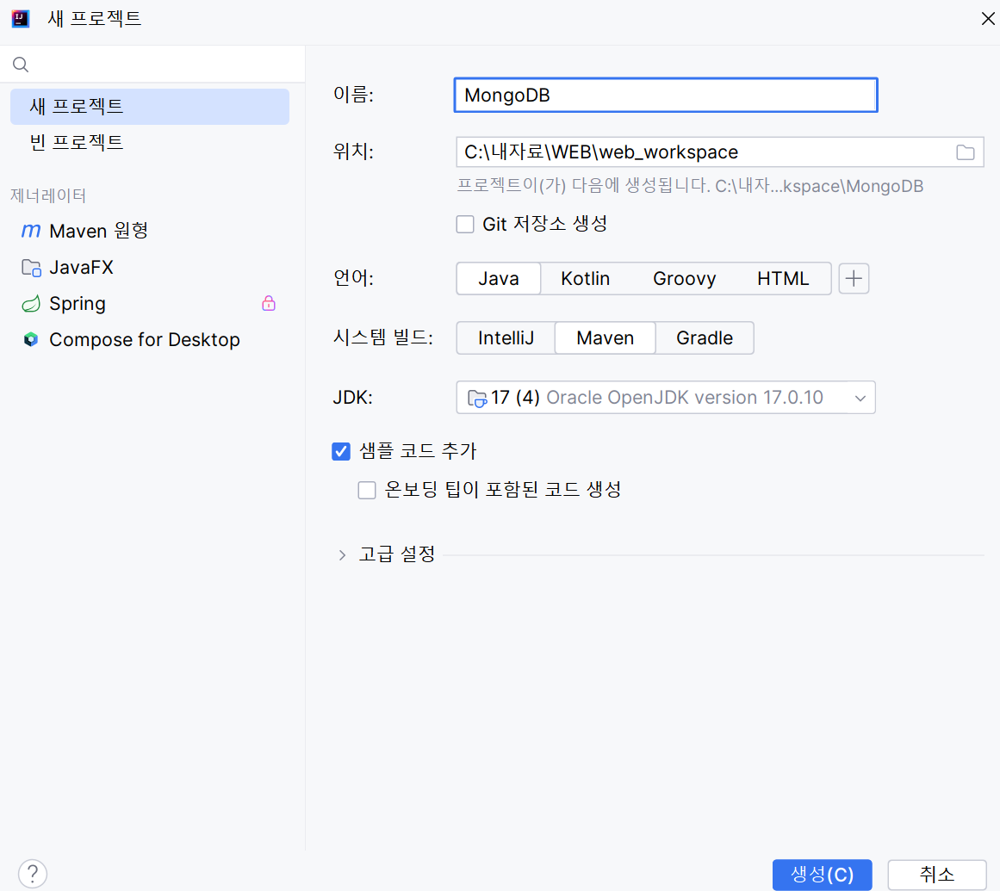 새 프로젝트
새 프로젝트
빈 프로젝트
제너레이터
Maven 원형
JavaFX
Spring
Compose for Desktop
이름: MongoDB
위치: C:\내자료\WEB\web_workspace
프로젝트이(가) 다음에 생성됩니다. C:\내자...kspace\MongoDB
Git 저장소 생성
언어: Java Kotlin Groovy HTML
시스템 빌드: IntelliJ Maven Gradle
JDK: 17 (4) Oracle OpenJDK version 17.0.10
샘플 코드 추가
온보딩 팁이 포함된 코드 생성
고급 설정
? 생성(C) 취소